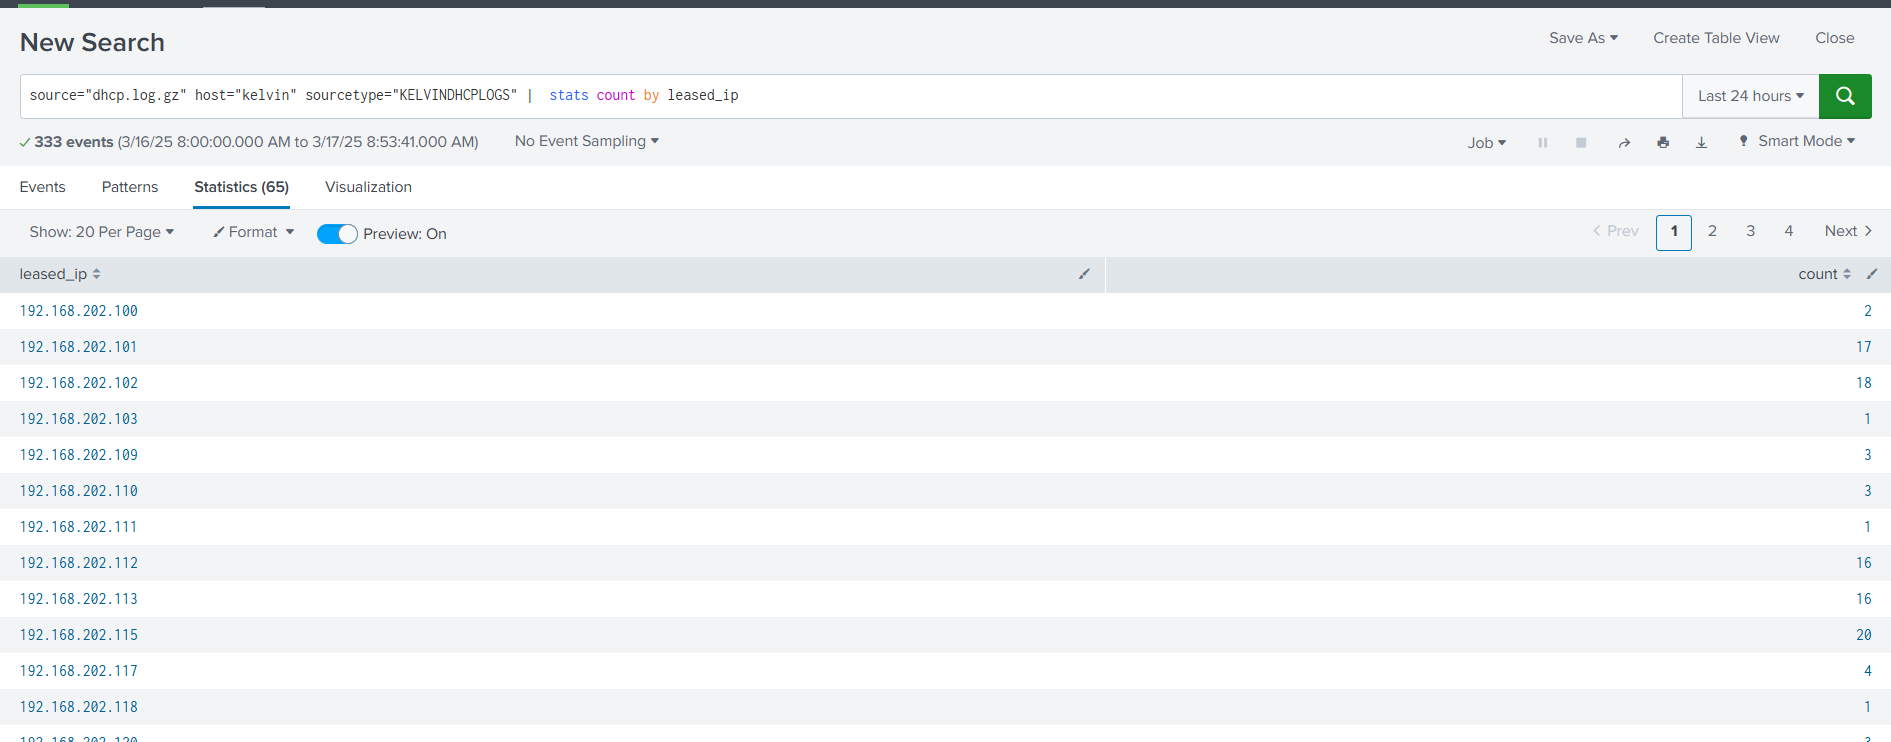 New Search
Save As Create Table View Close
source="dhcp.log.gz" host="kelvin" sourcetype="KELVINDHCPLOGS" | stats count by leased_ip
Last 24 hours
333 events (3/16/25 8:00:00.000 AM to 3/17/25 8:53:41.000 AM) No Event Sampling
Job Smart Mode
Events Patterns Statistics (65) Visualization
Show: 20 Per Page Format Preview: On
Prev 1 2 3 4 Next
leased_ip count
192.168.202.100 2
192.168.202.101 17
192.168.202.102 18
192.168.202.103 1
192.168.202.109 3
192.168.202.110 3
192.168.202.111 1
192.168.202.112 16
192.168.202.113 16
192.168.202.115 20
192.168.202.117 4
192.168.202.118 1
192.168.202.120 3